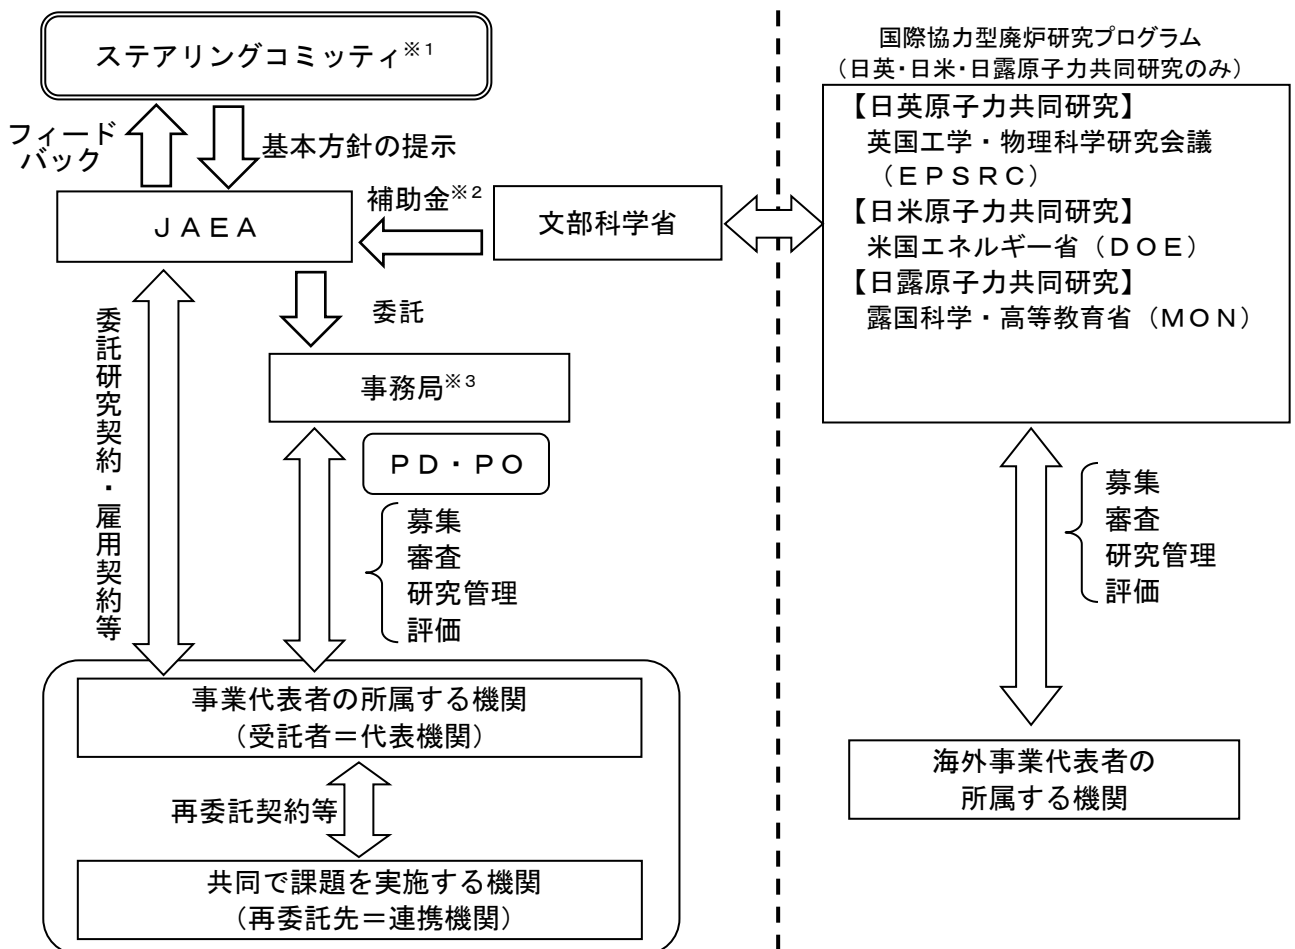 ステアリングコミッティ※1
フィード
バック
基本方針の提示
JAEA
補助金※2
文部科学省
委託
事務局※3
PD・PO
募集
審査
研究管理
評価
委託研究契約・雇用契約等
事業代表者の所属する機関
(受託者=代表機関)
再委託契約等
共同で課題を実施する機関
(再委託先=連携機関)
国際協力型廃炉研究プログラム
(日英・日米・日露原子力共同研究のみ)
【日英原子力共同研究】
英国工学・物理科学研究会議
(EPSRC)
【日米原子力共同研究】
米国エネルギー省(DOE)
【日露原子力共同研究】
露国科学・高等教育省(MON)
募集
審査
研究管理
評価
海外事業代表者の
所属する機関